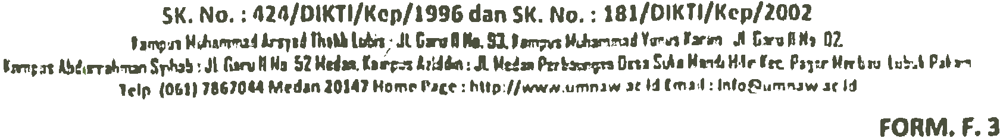 SK. No. : 424/DIKTI/Kep/1996 dan SK. No. : 181/DIKTI/Kep/2002
Kampus Muhammad Arsyad Thalib Lubis : Jl. Garu II No. 93, Kampus Muhammad Yunus Karim Jl Garu II No 02,
Kampus Abdurrahman Syihab : Jl. Garu II No 52 Medan, Kampus Aziddin : Jl. Medan Perbaungan Desa Suka Mandi Hilir Kec. Pagar Merbau Lubuk Pakam
Telp (061) 7867044 Medan 20147 Home Page : http://www.umnaw ac id Email : info@umnaw ac id
FORM. F. 3